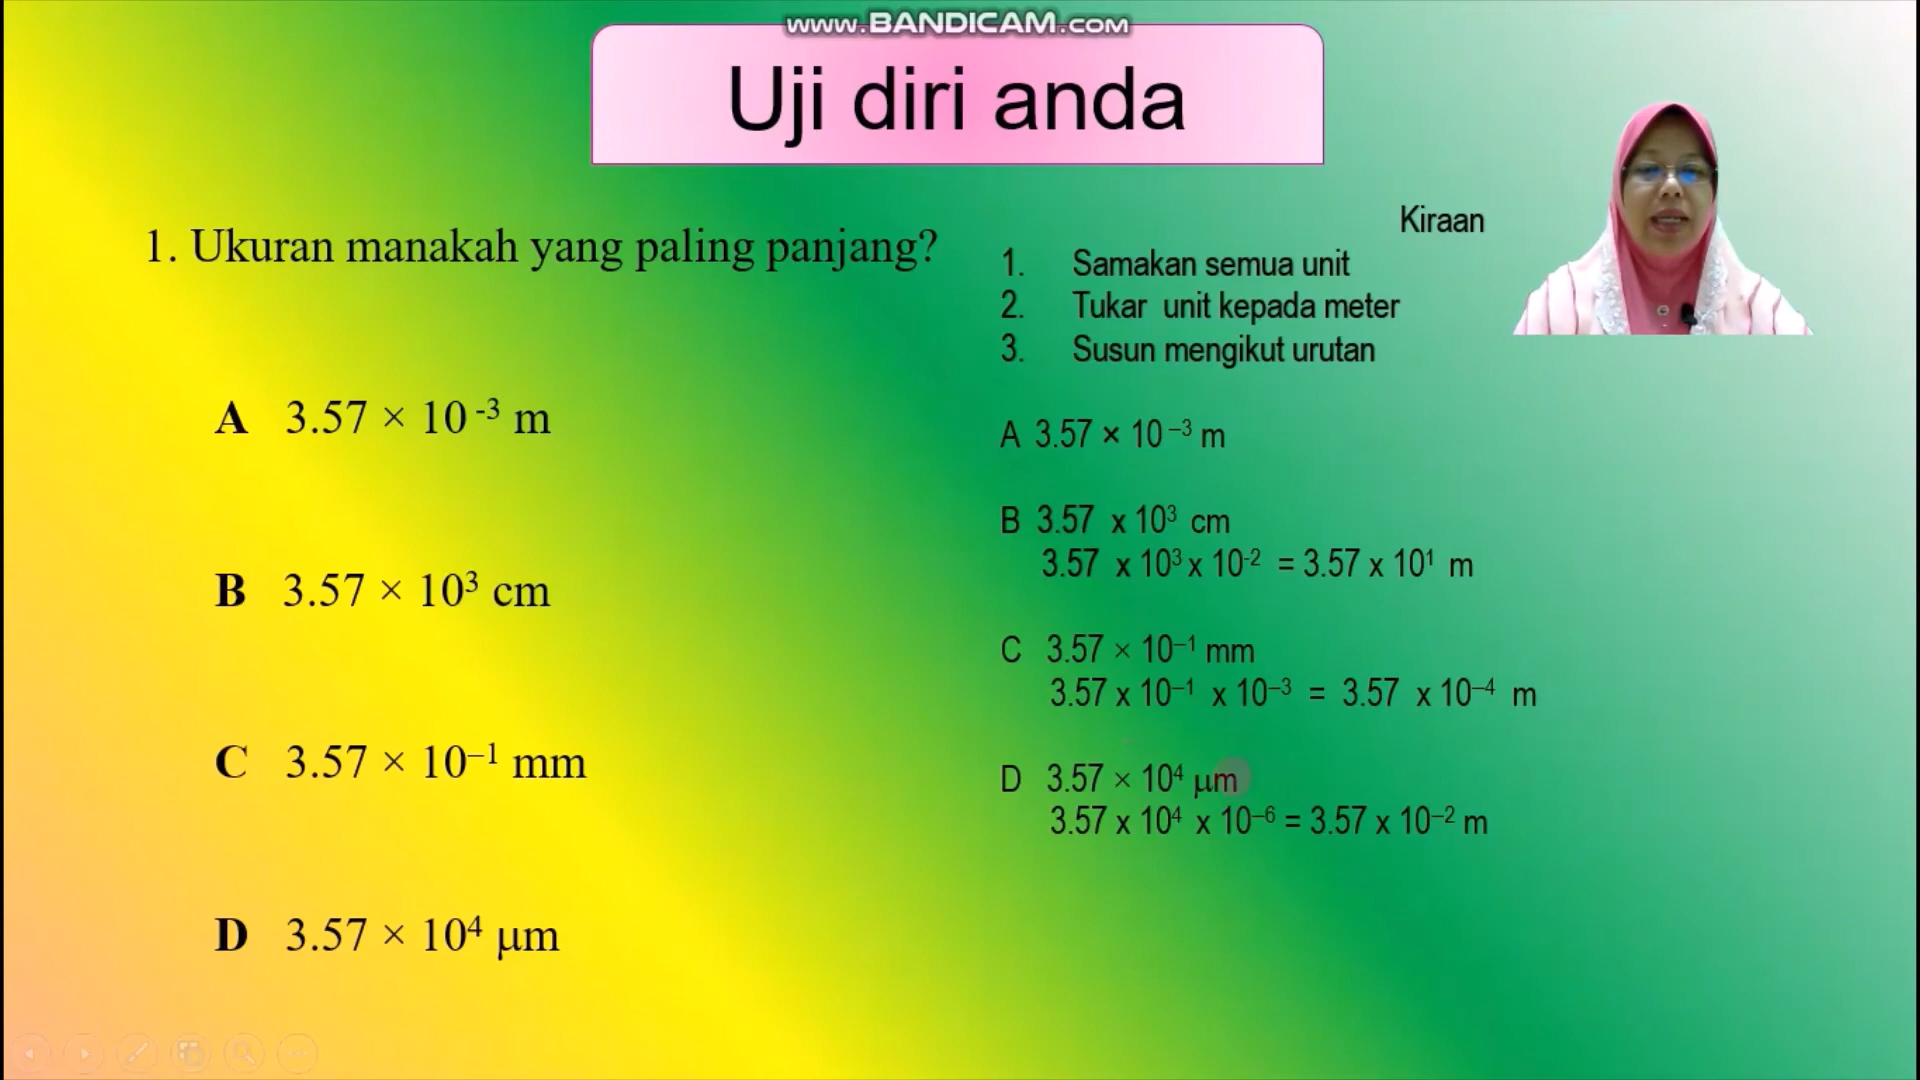 www.BANDICAM.COM
Uji diri anda
1. Ukuran manakah yang paling panjang?
A 3.57 × 10⁻³ m
B 3.57 × 10³ cm
C 3.57 × 10⁻¹ mm
D 3.57 × 10⁴ µm
Kiraan
1. Samakan semua unit
2. Tukar unit kepada meter
3. Susun mengikut urutan
A 3.57 × 10⁻³ m
B 3.57 x 10³ cm
3.57 x 10³ x 10⁻² = 3.57 x 10¹ m
C 3.57 × 10⁻¹ mm
3.57 x 10⁻¹ x 10⁻³ = 3.57 x 10⁻⁴ m
D 3.57 × 10⁴ µm
3.57 x 10⁴ x 10⁻⁶ = 3.57 x 10⁻² m